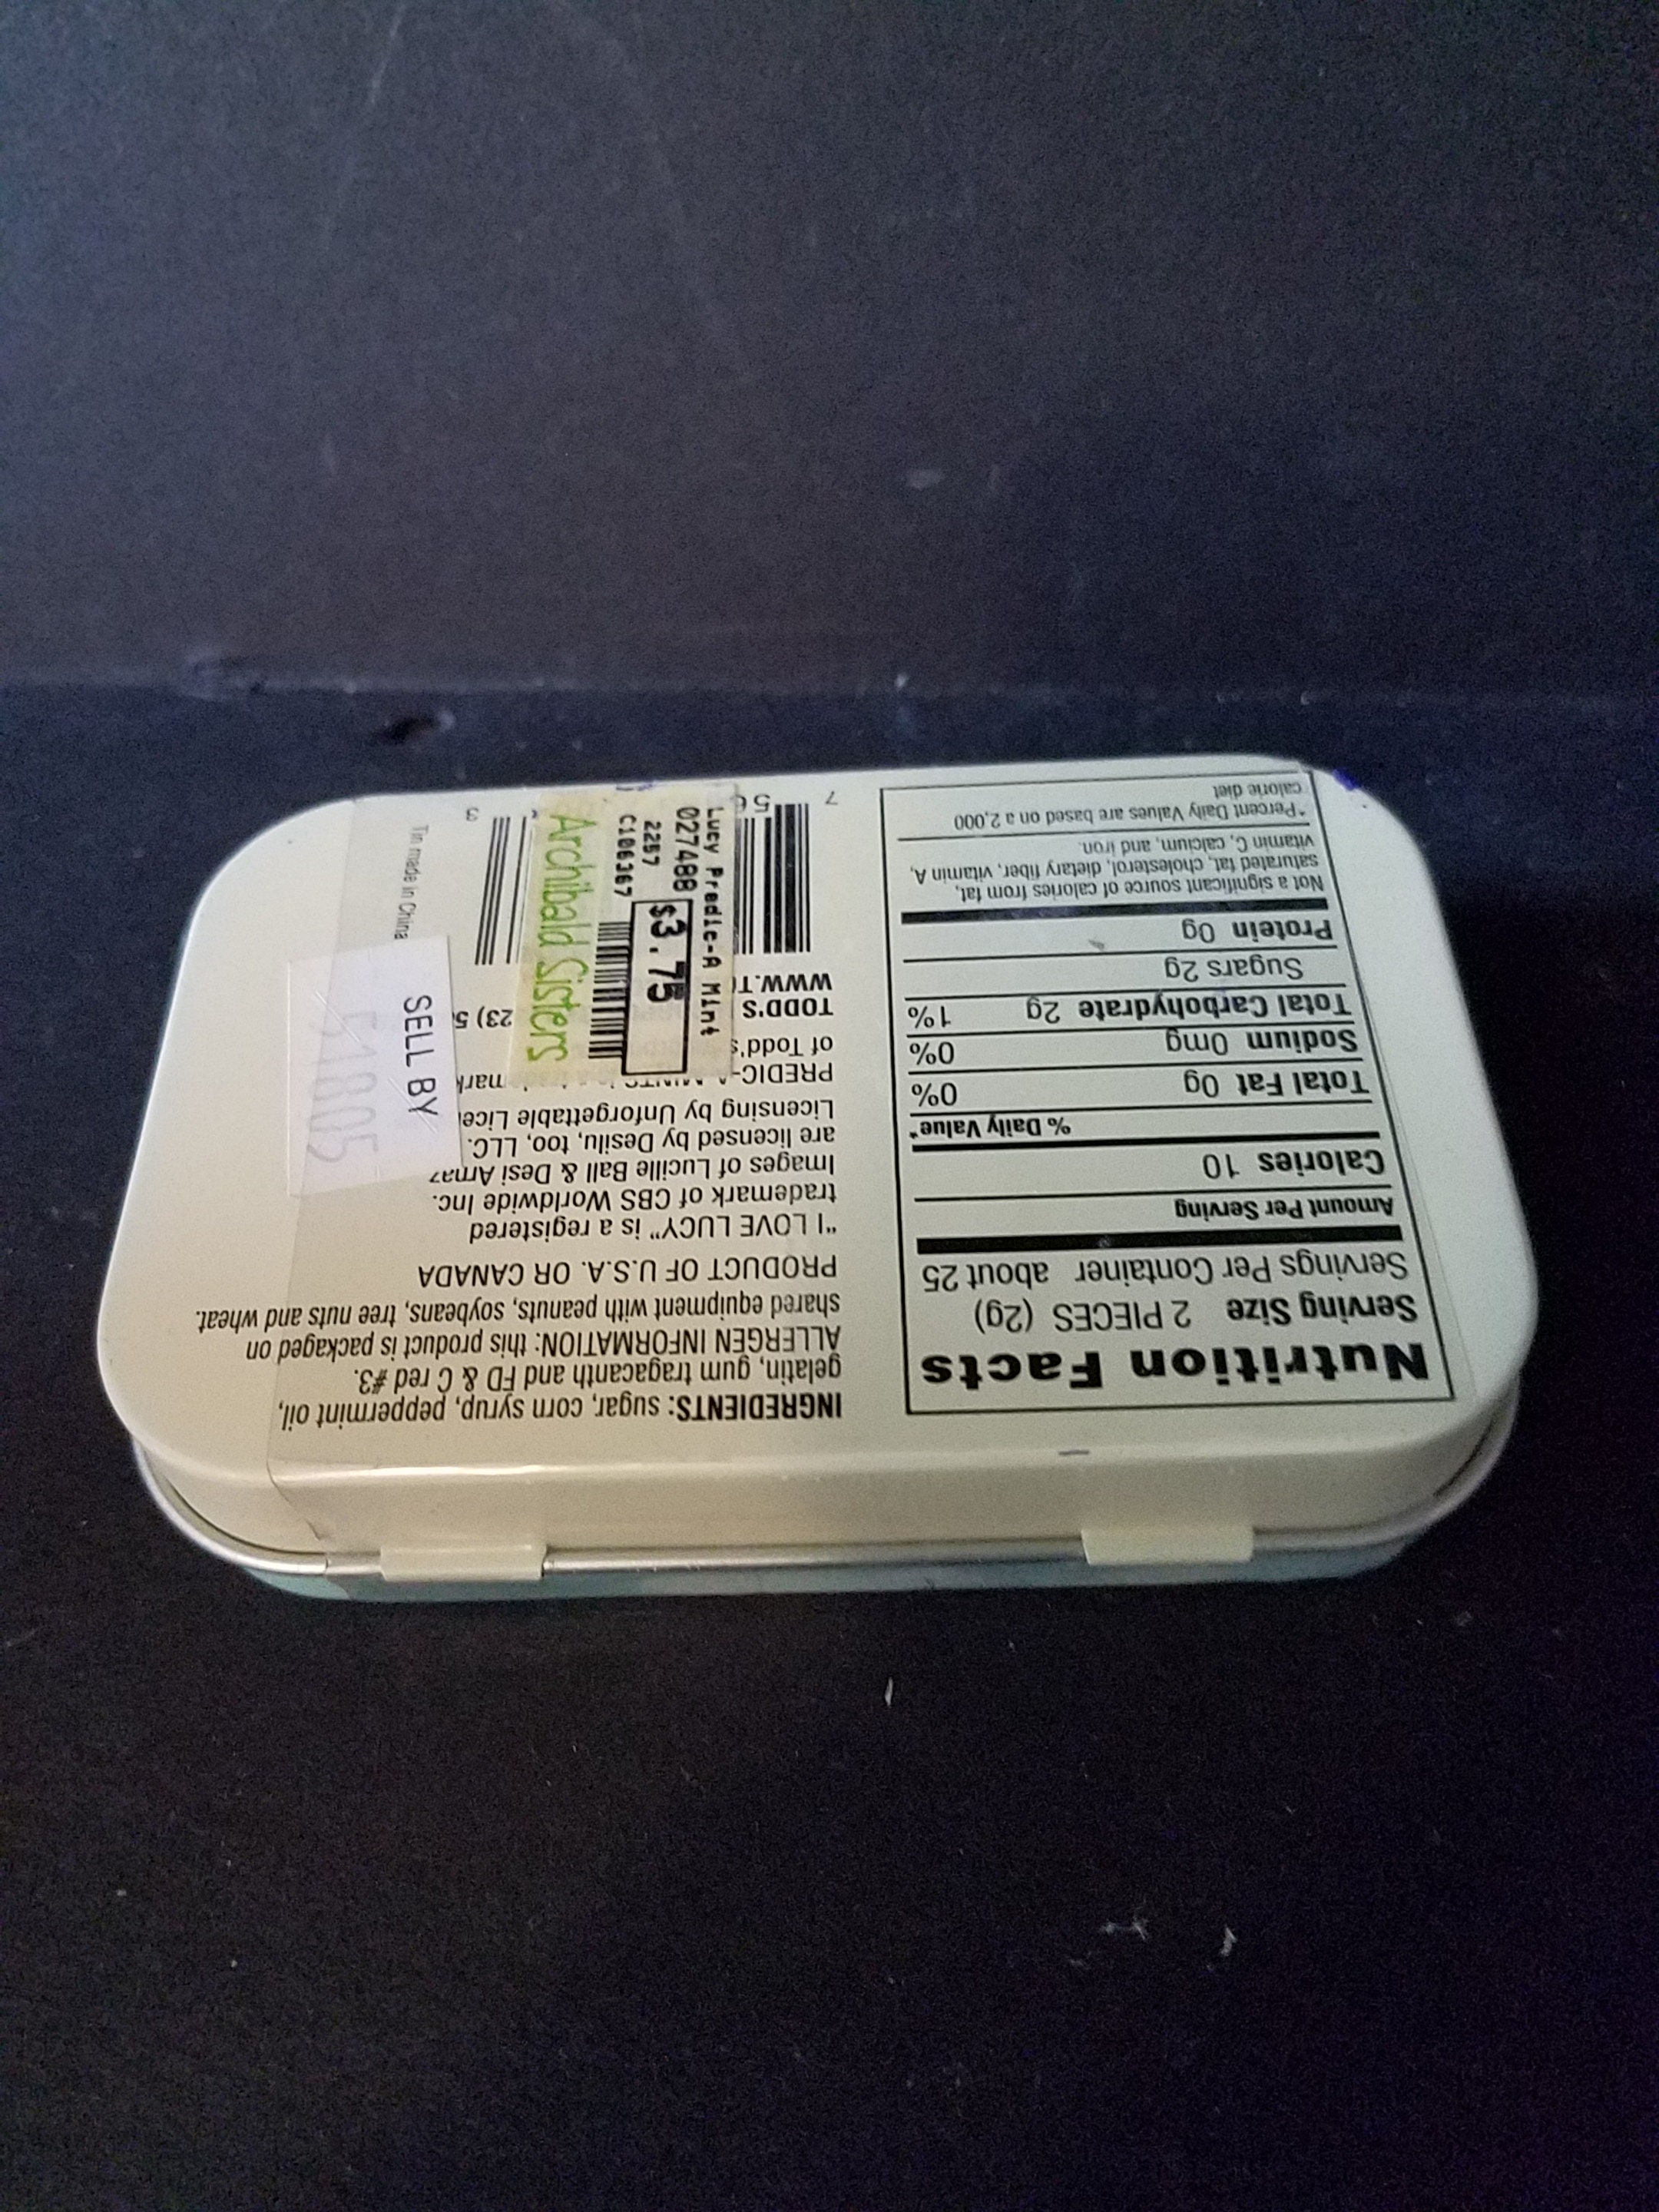 Nutrition Facts
Serving Size 2 PIECES (2g)
Servings Per Container about 25
Amount Per Serving
Calories 10
% Daily Value*
Total Fat 0g 0%
Sodium 0mg 0%
Total Carbohydrate 2g 1%
Sugars 2g
Protein 0g
Not a significant source of calories from fat,
saturated fat, cholesterol, dietary fiber, vitamin A,
vitamin C, calcium, and iron.
*Percent Daily Values are based on a 2,000
calorie diet
INGREDIENTS: sugar, corn syrup, peppermint oil,
gelatin, gum tragacanth and FD & C red #3.
ALLERGEN INFORMATION: this product is packaged on
shared equipment with peanuts, soybeans, tree nuts and wheat.
PRODUCT OF U.S.A. OR CANADA
"I LOVE LUCY" is a registered
trademark of CBS Worldwide Inc.
Images of Lucille Ball & Desi Arnaz
are licensed by Desilu, too, LLC.
Licensing by Unforgettable
PREDIC-A
of Todd's
TODD'S 23) 5
WWW.T
7 5 3
Tin made in China
SELL BY
51805
Lucy Predic-A Mint
027488 $3.75
2257
C106367
Archibald Sisters